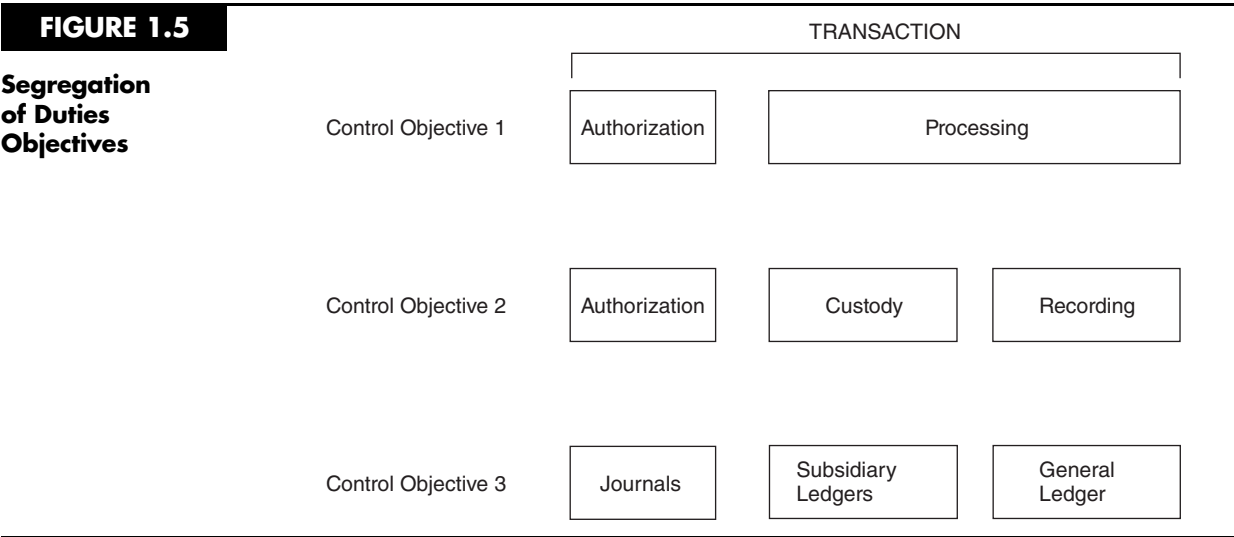 FIGURE 1.5
Segregation
of Duties
Objectives
TRANSACTION
Control Objective 1
Authorization
Processing
Control Objective 2
Authorization
Custody
Recording
Control Objective 3
Journals
Subsidiary
Ledgers
General
Ledger